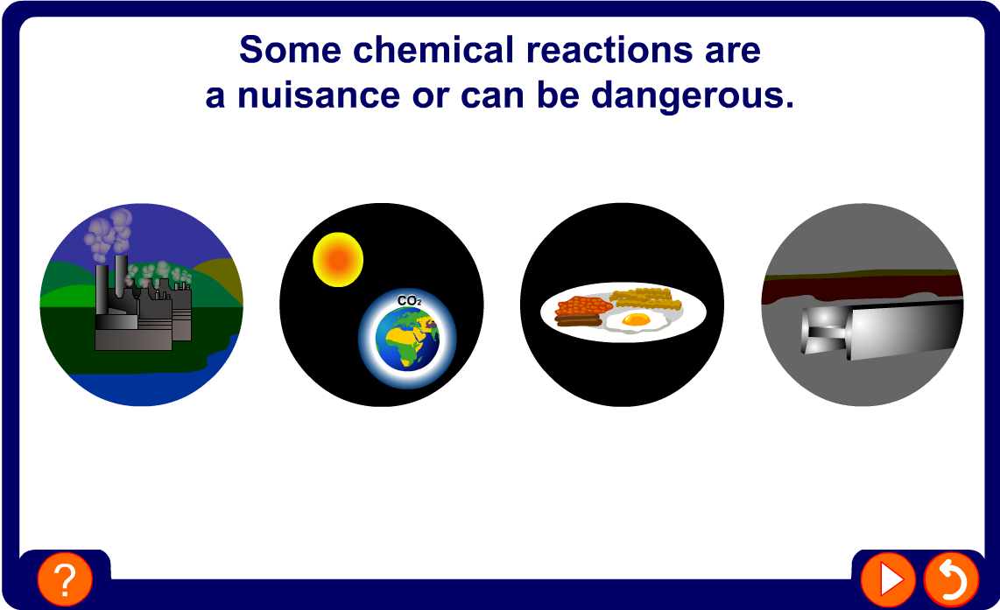 Some chemical reactions are
a nuisance or can be dangerous.
CO₂
?